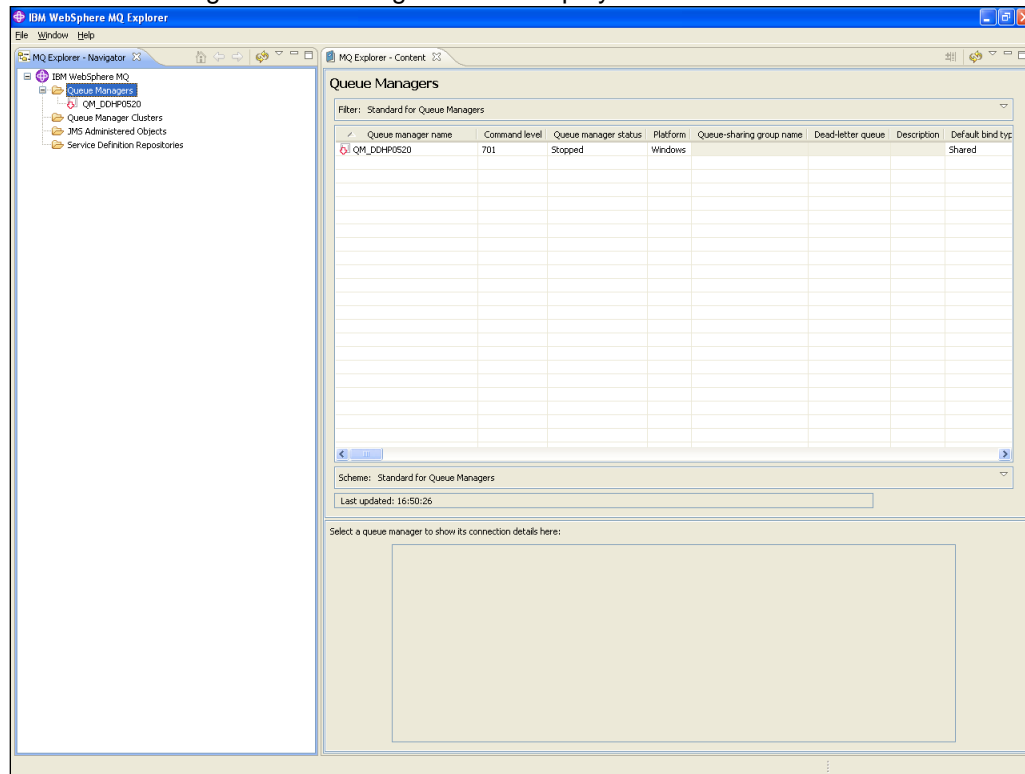 IBM WebSphere MQ Explorer
File Window Help
MQ Explorer - Navigator
IBM WebSphere MQ
Queue Managers
QM_DDHP0520
Queue Manager Clusters
JMS Administered Objects
Service Definition Repositories
MQ Explorer - Content
Queue Managers
Filter: Standard for Queue Managers
Queue manager name Command level Queue manager status Platform Queue-sharing group name Dead-letter queue Description Default bind typ
QM_DDHP0520 701 Stopped Windows Shared
Scheme: Standard for Queue Managers
Last updated: 16:50:26
Select a queue manager to show its connection details here: